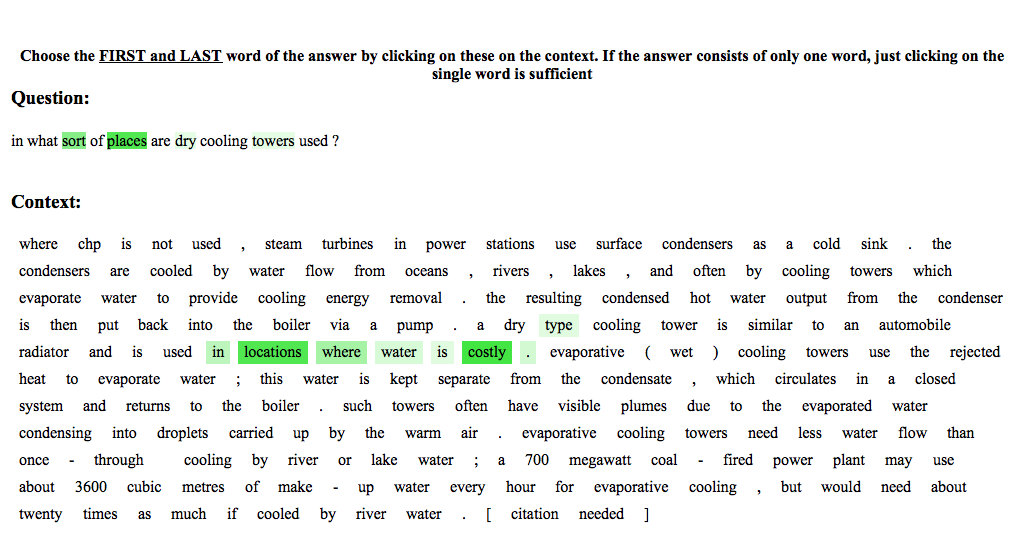 Choose the FIRST and LAST word of the answer by clicking on these on the context. If the answer consists of only one word, just clicking on the
single word is sufficient
Question:
in what sort of places are dry cooling towers used ?
Context:
where chp is not used , steam turbines in power stations use surface condensers as a cold sink . the
condensers are cooled by water flow from oceans , rivers , lakes , and often by cooling towers which
evaporate water to provide cooling energy removal . the resulting condensed hot water output from the condenser
is then put back into the boiler via a pump . a dry type cooling tower is similar to an automobile
radiator and is used in locations where water is costly . evaporative ( wet ) cooling towers use the rejected
heat to evaporate water ; this water is kept separate from the condensate , which circulates in a closed
system and returns to the boiler . such towers often have visible plumes due to the evaporated water
condensing into droplets carried up by the warm air . evaporative cooling towers need less water flow than
once - through cooling by river or lake water ; a 700 megawatt coal - fired power plant may use
about 3600 cubic metres of make - up water every hour for evaporative cooling , but would need about
twenty times as much if cooled by river water . [ citation needed ]